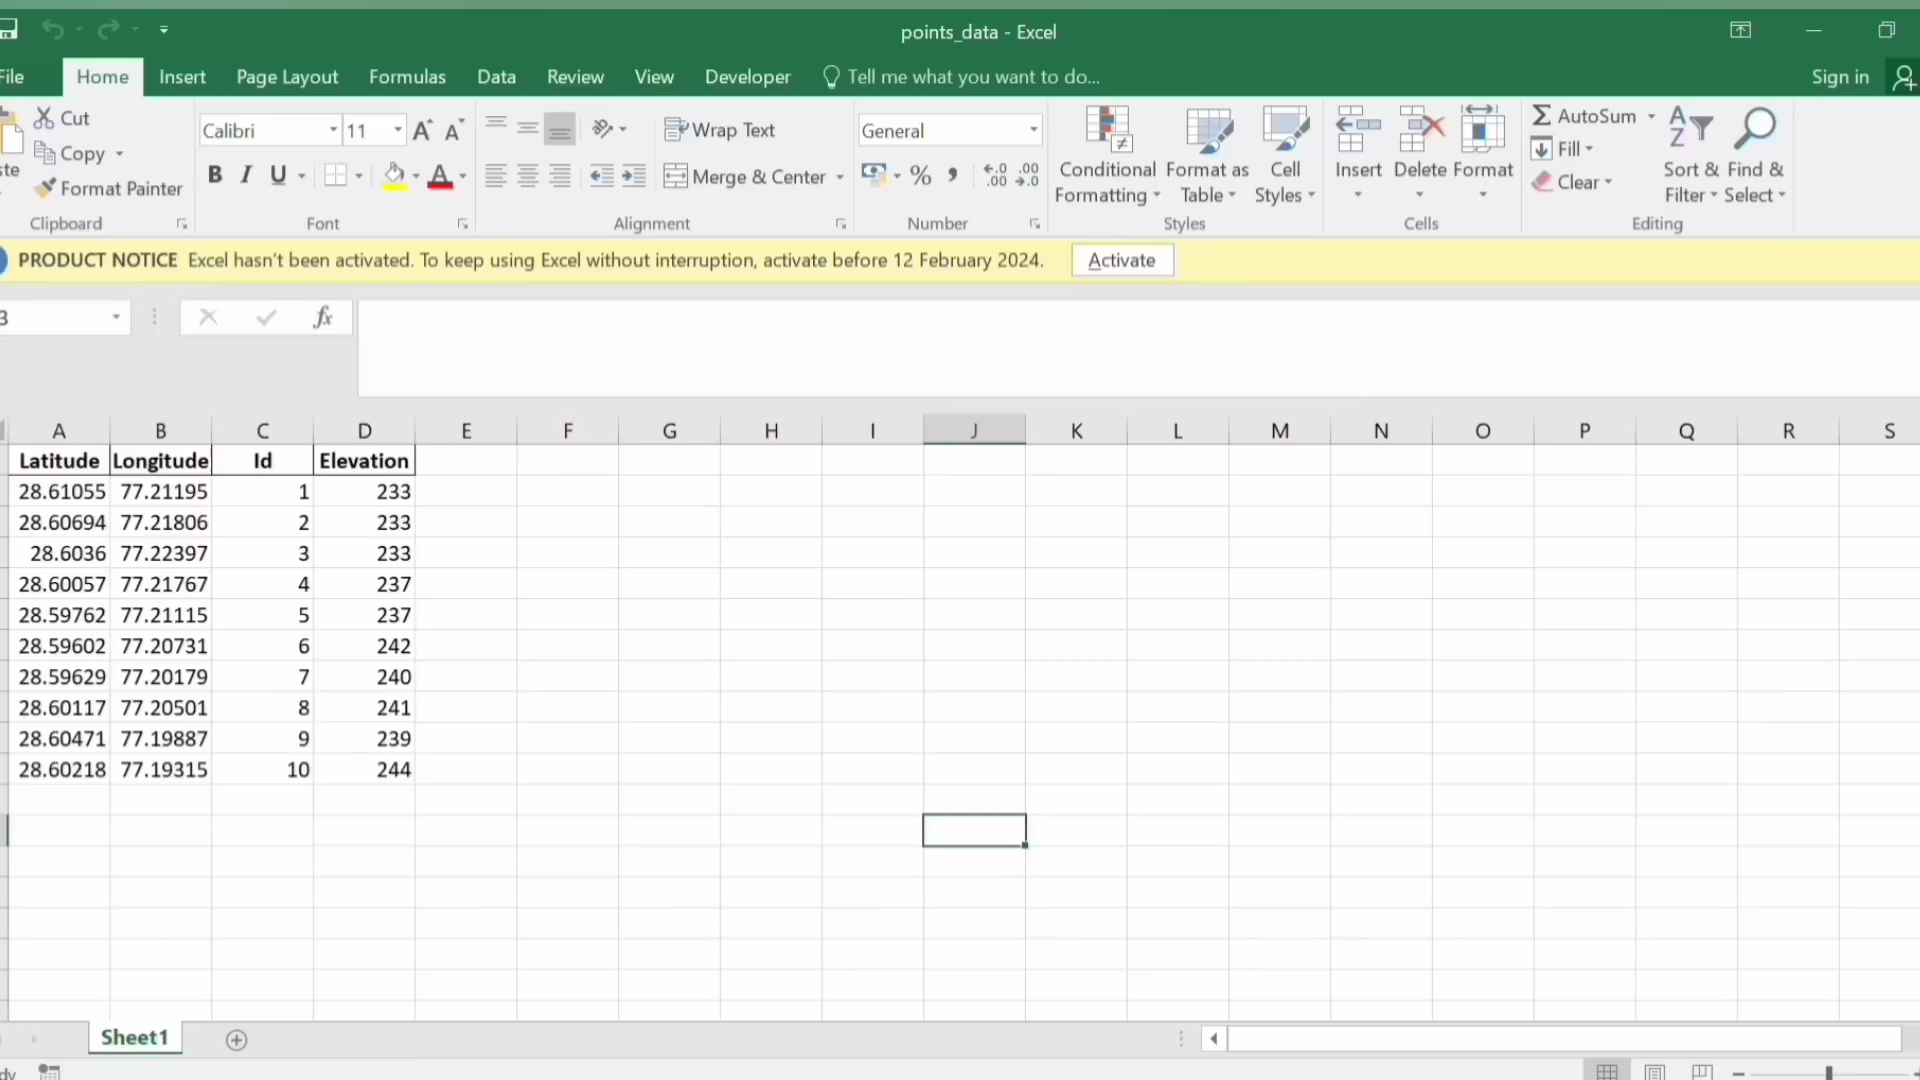 points_data - Excel
File Home Insert Page Layout Formulas Data Review View Developer Tell me what you want to do... Sign in
Cut
Copy
Format Painter
Clipboard
Calibri 11
B I U
Font
Wrap Text
Merge & Center
Alignment
General
% ,
Number
Conditional Formatting
Format as Table
Cell Styles
Styles
Insert Delete Format
Cells
AutoSum
Fill
Clear
Sort & Filter
Find & Select
Editing
PRODUCT NOTICE Excel hasn't been activated. To keep using Excel without interruption, activate before 12 February 2024. Activate
fx
A B C D E F G H I J K L M N O P Q R S
Latitude Longitude Id Elevation
28.61055 77.21195 1 233
28.60694 77.21806 2 233
28.6036 77.22397 3 233
28.60057 77.21767 4 237
28.59762 77.21115 5 237
28.59602 77.20731 6 242
28.59629 77.20179 7 240
28.60117 77.20501 8 241
28.60471 77.19887 9 239
28.60218 77.19315 10 244
Sheet1